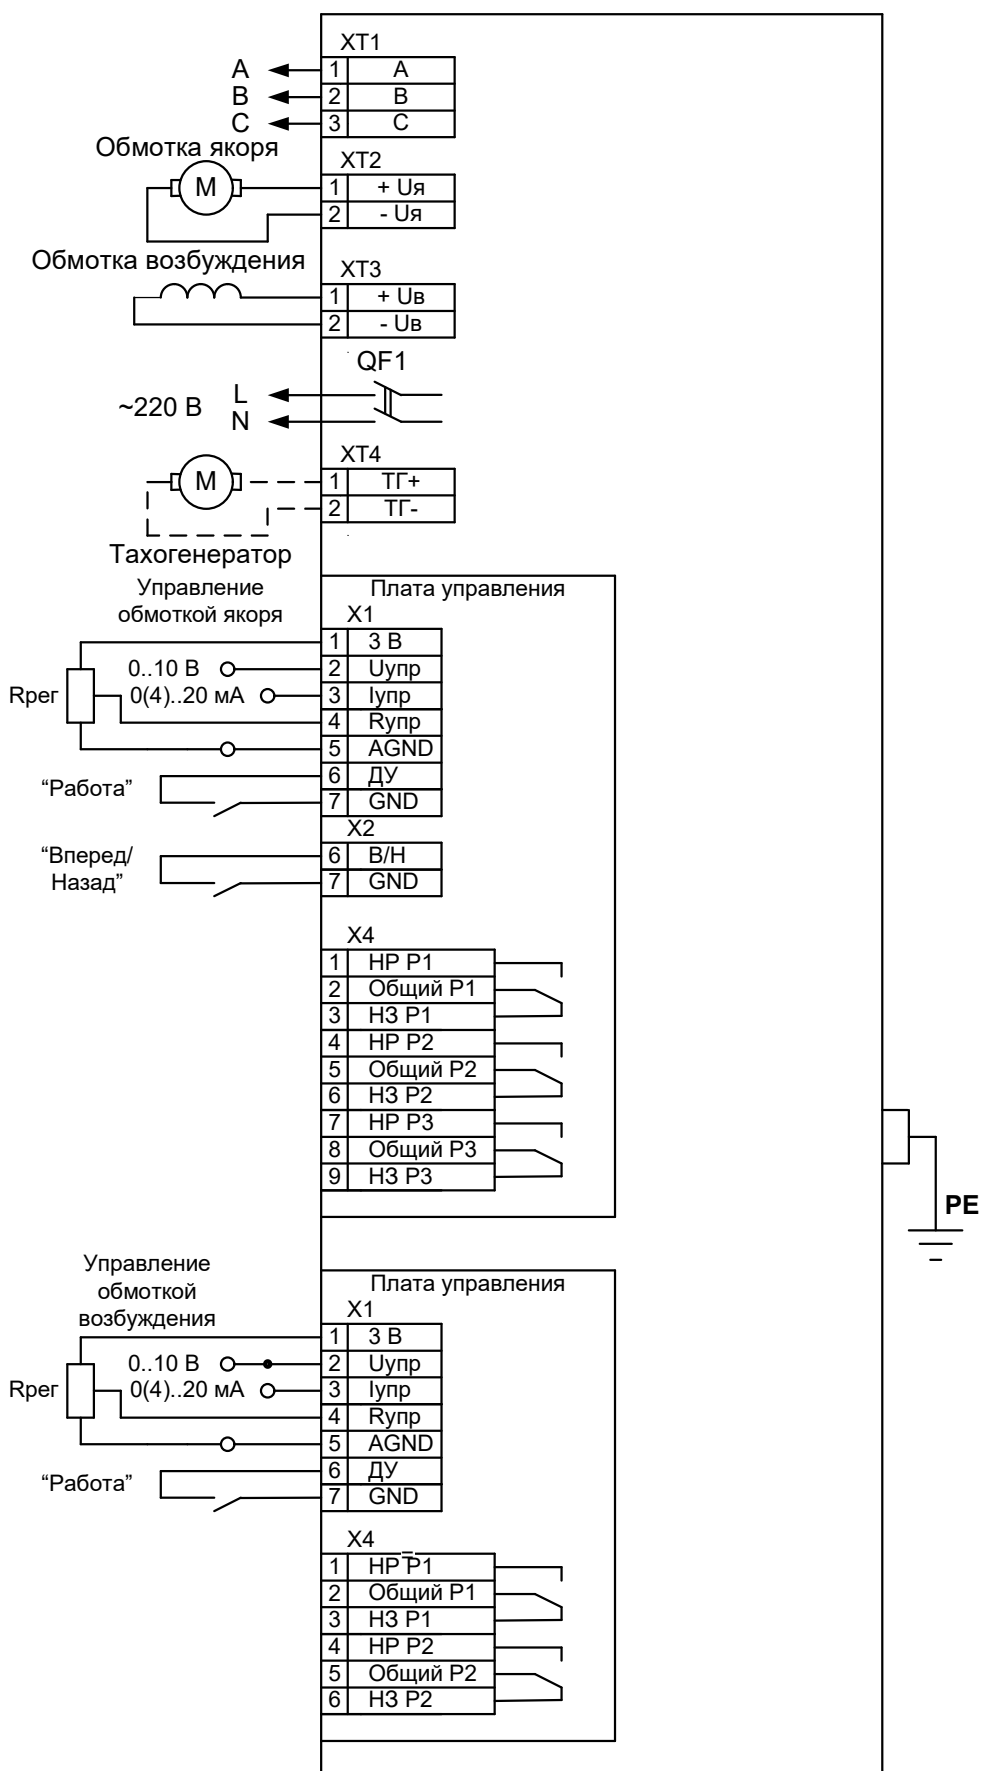 XT1
A 1 A
B 2 B
C 3 C
Обмотка якоря
XT2
M 1 + Uя
2 - Uя
Обмотка возбуждения
XT3
1 + Uв
2 - Uв
QF1
~220 В L
N
XT4
M 1 ТГ+
2 ТГ-
Тахогенератор
Управление
обмоткой якоря
Плата управления
X1
1 3 В
0..10 В 2 Uупр
Rрег 0(4)..20 мА 3 Iупр
4 Rупр
5 AGND
“Работа” 6 ДУ
7 GND
X2
“Вперед/ 6 В/Н
Назад” 7 GND
X4
1 НР Р1
2 Общий Р1
3 НЗ Р1
4 НР Р2
5 Общий Р2
6 НЗ Р2
7 НР Р3
8 Общий Р3
9 НЗ Р3
PE
Управление
обмоткой
возбуждения
Плата управления
X1
1 3 В
0..10 В 2 Uупр
Rрег 0(4)..20 мА 3 Iупр
4 Rупр
5 AGND
“Работа” 6 ДУ
7 GND
X4
1 НР Р1
2 Общий Р1
3 НЗ Р1
4 НР Р2
5 Общий Р2
6 НЗ Р2